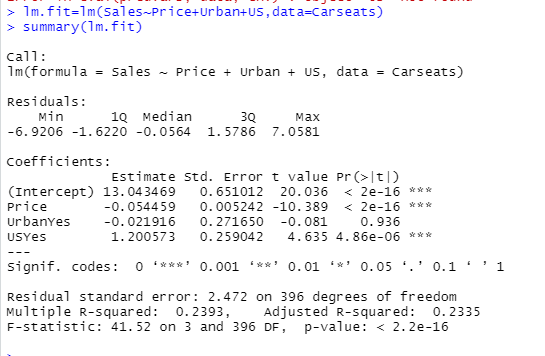 > lm.fit=lm(Sales~Price+Urban+US,data=Carseats)
> summary(lm.fit)
Call:
lm(formula = Sales ~ Price + Urban + US, data = Carseats)
Residuals:
    Min      1Q  Median      3Q     Max
-6.9206 -1.6220 -0.0564  1.5786  7.0581
Coefficients:
             Estimate Std. Error t value Pr(>|t|)
(Intercept) 13.043469   0.651012  20.036  < 2e-16 ***
Price       -0.054459   0.005242 -10.389  < 2e-16 ***
UrbanYes    -0.021916   0.271650  -0.081    0.936
USYes        1.200573   0.259042   4.635 4.86e-06 ***
---
Signif. codes:  0 ‘***’ 0.001 ‘**’ 0.01 ‘*’ 0.05 ‘.’ 0.1 ‘ ’ 1
Residual standard error: 2.472 on 396 degrees of freedom
Multiple R-squared:  0.2393,    Adjusted R-squared:  0.2335
F-statistic: 41.52 on 3 and 396 DF,  p-value: < 2.2e-16